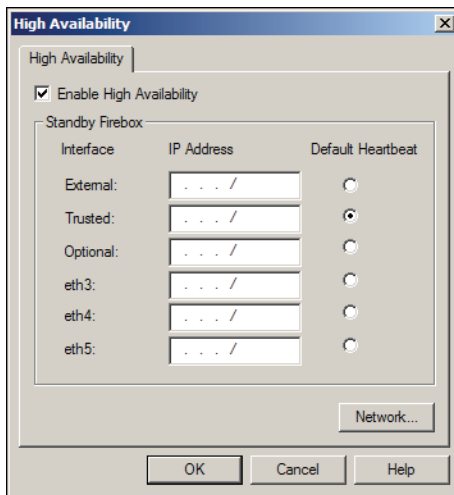 High Availability
High Availability
Enable High Availability
Standby Firebox
Interface IP Address Default Heartbeat
External: . . . /
Trusted: . . . /
Optional: . . . /
eth3: . . . /
eth4: . . . /
eth5: . . . /
Network...
OK Cancel Help